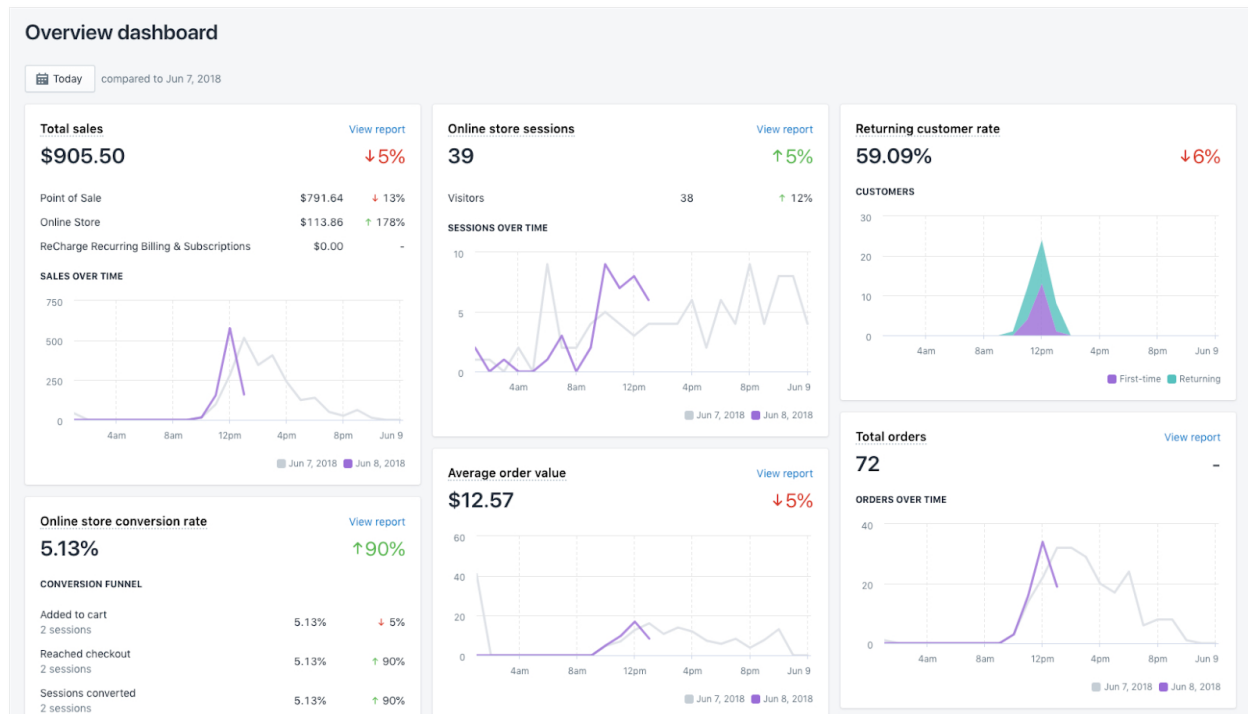 Overview dashboard
Today compared to Jun 7, 2018
Total sales View report
$905.50 ↓5%
Point of Sale $791.64 ↓ 13%
Online Store $113.86 ↑ 178%
ReCharge Recurring Billing & Subscriptions $0.00 -
SALES OVER TIME
750
500
250
0
4am 8am 12pm 4pm 8pm Jun 9
Jun 7, 2018 Jun 8, 2018
Online store conversion rate View report
5.13% ↑90%
CONVERSION FUNNEL
Added to cart 5.13% ↓ 5%
2 sessions
Reached checkout 5.13% ↑ 90%
2 sessions
Sessions converted 5.13% ↑ 90%
2 sessions
Online store sessions View report
39 ↑5%
Visitors 38 ↑ 12%
SESSIONS OVER TIME
10
5
0
4am 8am 12pm 4pm 8pm Jun 9
Jun 7, 2018 Jun 8, 2018
Average order value View report
$12.57 ↓5%
60
40
20
0
4am 8am 12pm 4pm 8pm Jun 9
Jun 7, 2018 Jun 8, 2018
Returning customer rate
59.09% ↓6%
CUSTOMERS
30
20
10
0
4am 8am 12pm 4pm 8pm Jun 9
First-time Returning
Total orders View report
72 -
ORDERS OVER TIME
40
20
0
4am 8am 12pm 4pm 8pm Jun 9
Jun 7, 2018 Jun 8, 2018